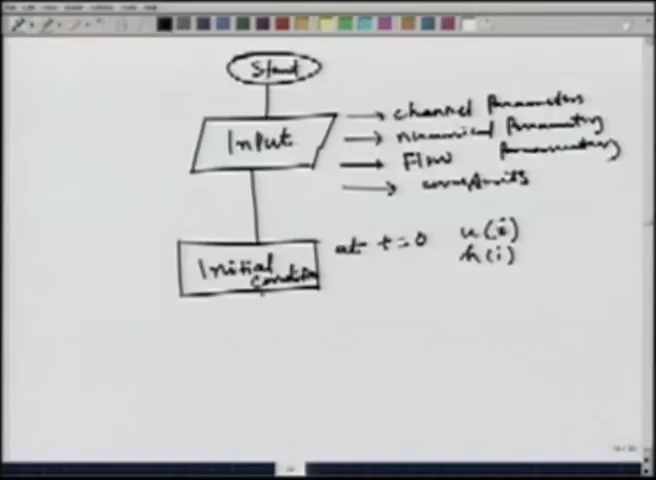 Start
Input
channel Parameters
numerical Parameters
Flow Parameters
constraints
Initial
condition
at t=0 u(i)
h(i)